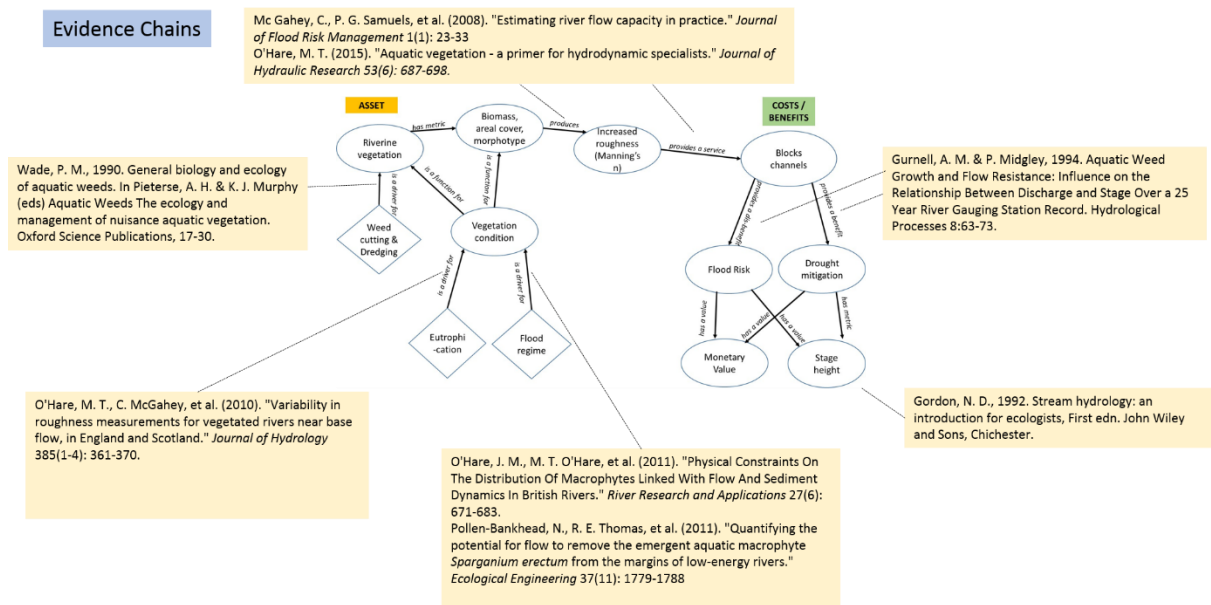 Evidence Chains
Mc Gahey, C., P. G. Samuels, et al. (2008). "Estimating river flow capacity in practice." Journal
of Flood Risk Management 1(1): 23-33
O'Hare, M. T. (2015). "Aquatic vegetation - a primer for hydrodynamic specialists." Journal of
Hydraulic Research 53(6): 687-698.
ASSET
COSTS /
BENEFITS
Riverine
vegetation
has metric
Biomass,
areal cover,
morphotype
produces
Increased
roughness
(Manning's
n)
provides a service
Blocks
channels
Wade, P. M., 1990. General biology and ecology
of aquatic weeds. In Pieterse, A. H. & K. J. Murphy
(eds) Aquatic Weeds The ecology and
management of nuisance aquatic vegetation.
Oxford Science Publications, 17-30.
Gurnell, A. M. & P. Midgley, 1994. Aquatic Weed
Growth and Flow Resistance: Influence on the
Relationship Between Discharge and Stage Over a 25
Year River Gauging Station Record. Hydrological
Processes 8:63-73.
is a driver for
is a function for
is a function for
provides a dis-benefit
provides a benefit
Weed
cutting &
Dredging
Vegetation
condition
Flood Risk
Drought
mitigation
is a driver for
is a driver for
has a value
has a value
has a value
has metric
Eutrophi
-cation
Flood
regime
Monetary
Value
Stage
height
O'Hare, M. T., C. McGahey, et al. (2010). "Variability in
roughness measurements for vegetated rivers near base
flow, in England and Scotland." Journal of Hydrology
385(1-4): 361-370.
Gordon, N. D., 1992. Stream hydrology: an
introduction for ecologists, First edn. John Wiley
and Sons, Chichester.
O'Hare, J. M., M. T. O'Hare, et al. (2011). "Physical Constraints On
The Distribution Of Macrophytes Linked With Flow And Sediment
Dynamics In British Rivers." River Research and Applications 27(6):
671-683.
Pollen-Bankhead, N., R. E. Thomas, et al. (2011). "Quantifying the
potential for flow to remove the emergent aquatic macrophyte
Sparganium erectum from the margins of low-energy rivers."
Ecological Engineering 37(11): 1779-1788